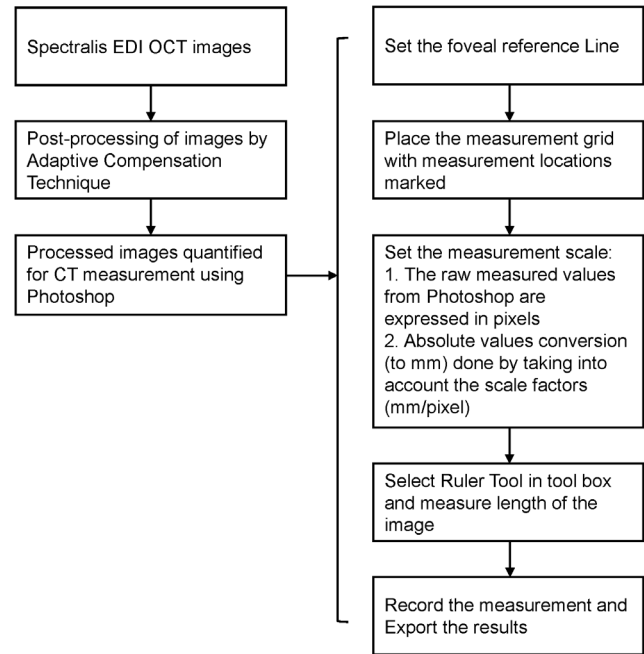 Spectralis EDI OCT images
Post-processing of images by
Adaptive Compensation
Technique
Processed images quantified
for CT measurement using
Photoshop
Set the foveal reference Line
Place the measurement grid
with measurement locations
marked
Set the measurement scale:
1. The raw measured values
from Photoshop are
expressed in pixels
2. Absolute values conversion
(to mm) done by taking into
account the scale factors
(mm/pixel)
Select Ruler Tool in tool box
and measure length of the
image
Record the measurement and
Export the results